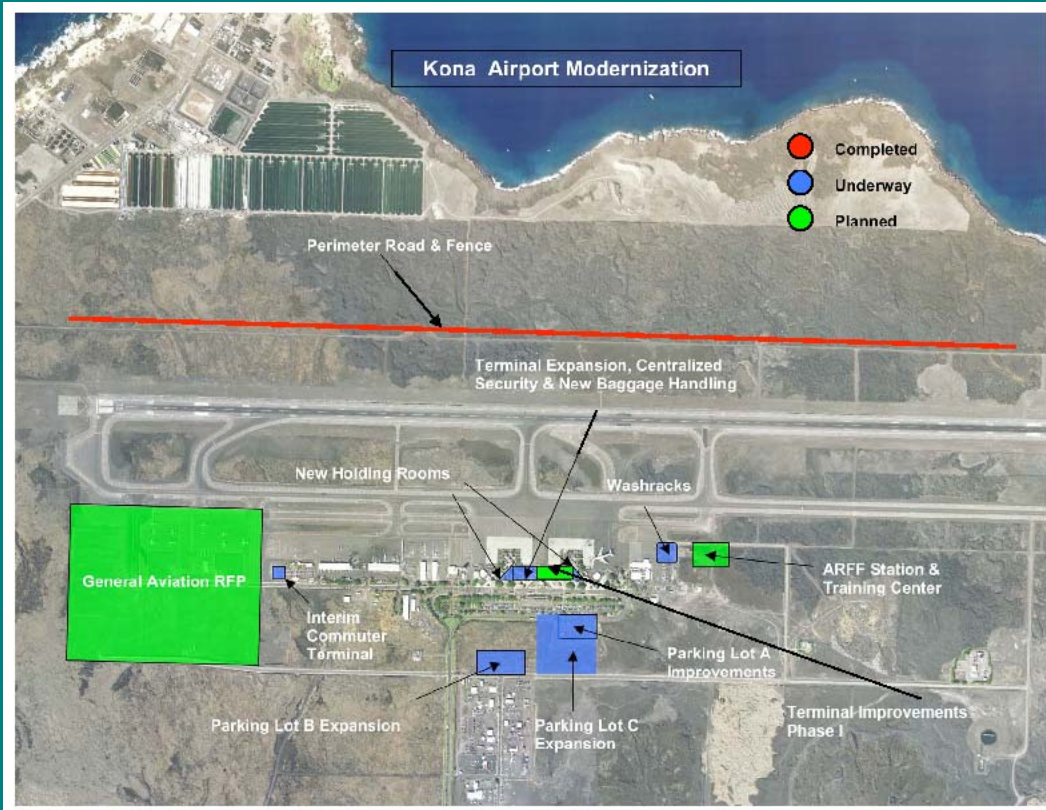 Kona Airport Modernization
Completed
Underway
Planned
Perimeter Road & Fence
Terminal Expansion, Centralized
Security & New Baggage Handling
New Holding Rooms
Washracks
General Aviation RFP
ARFF Station &
Training Center
Interim
Commuter
Terminal
Parking Lot A
Improvements
Parking Lot B Expansion
Parking Lot C
Expansion
Terminal Improvements
Phase I